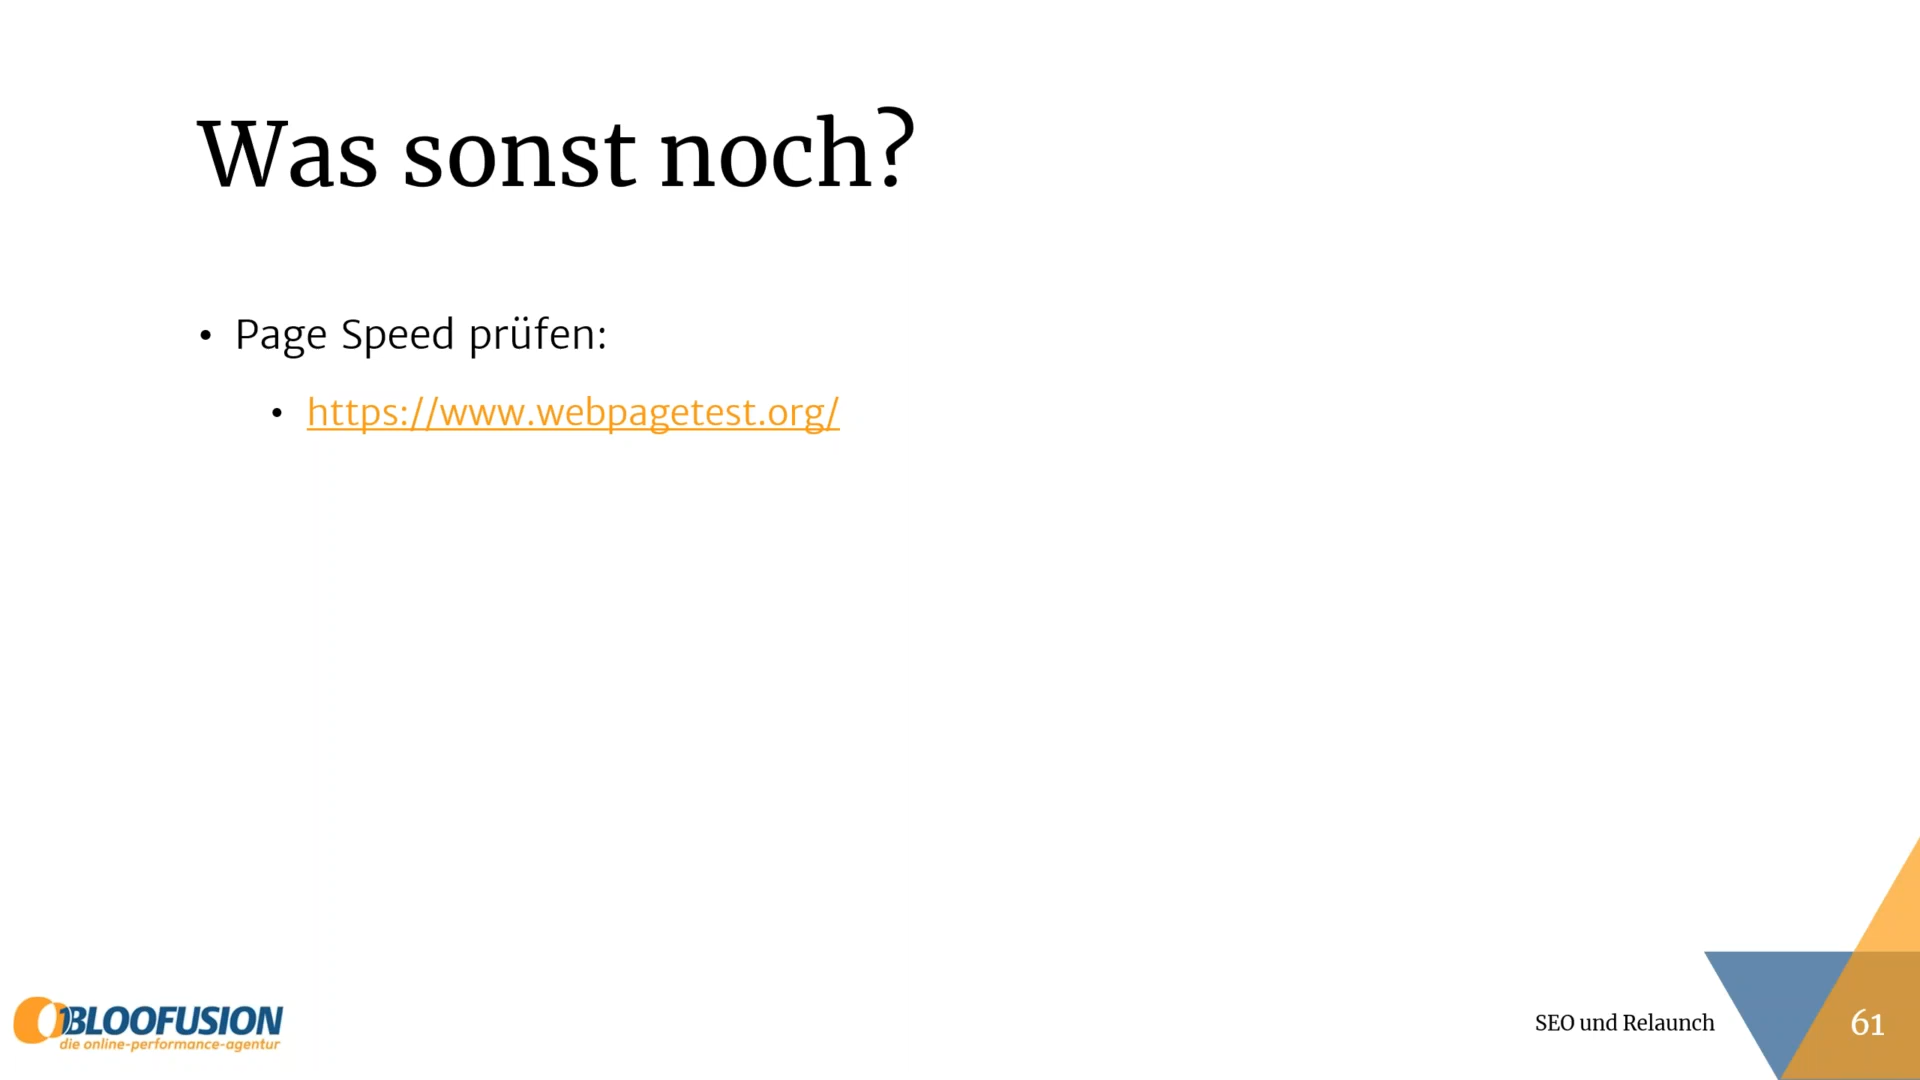 Was sonst noch?
• Page Speed prüfen:
• https://www.webpagetest.org/
BLOOFUSION
die online-performance-agentur
SEO und Relaunch
61